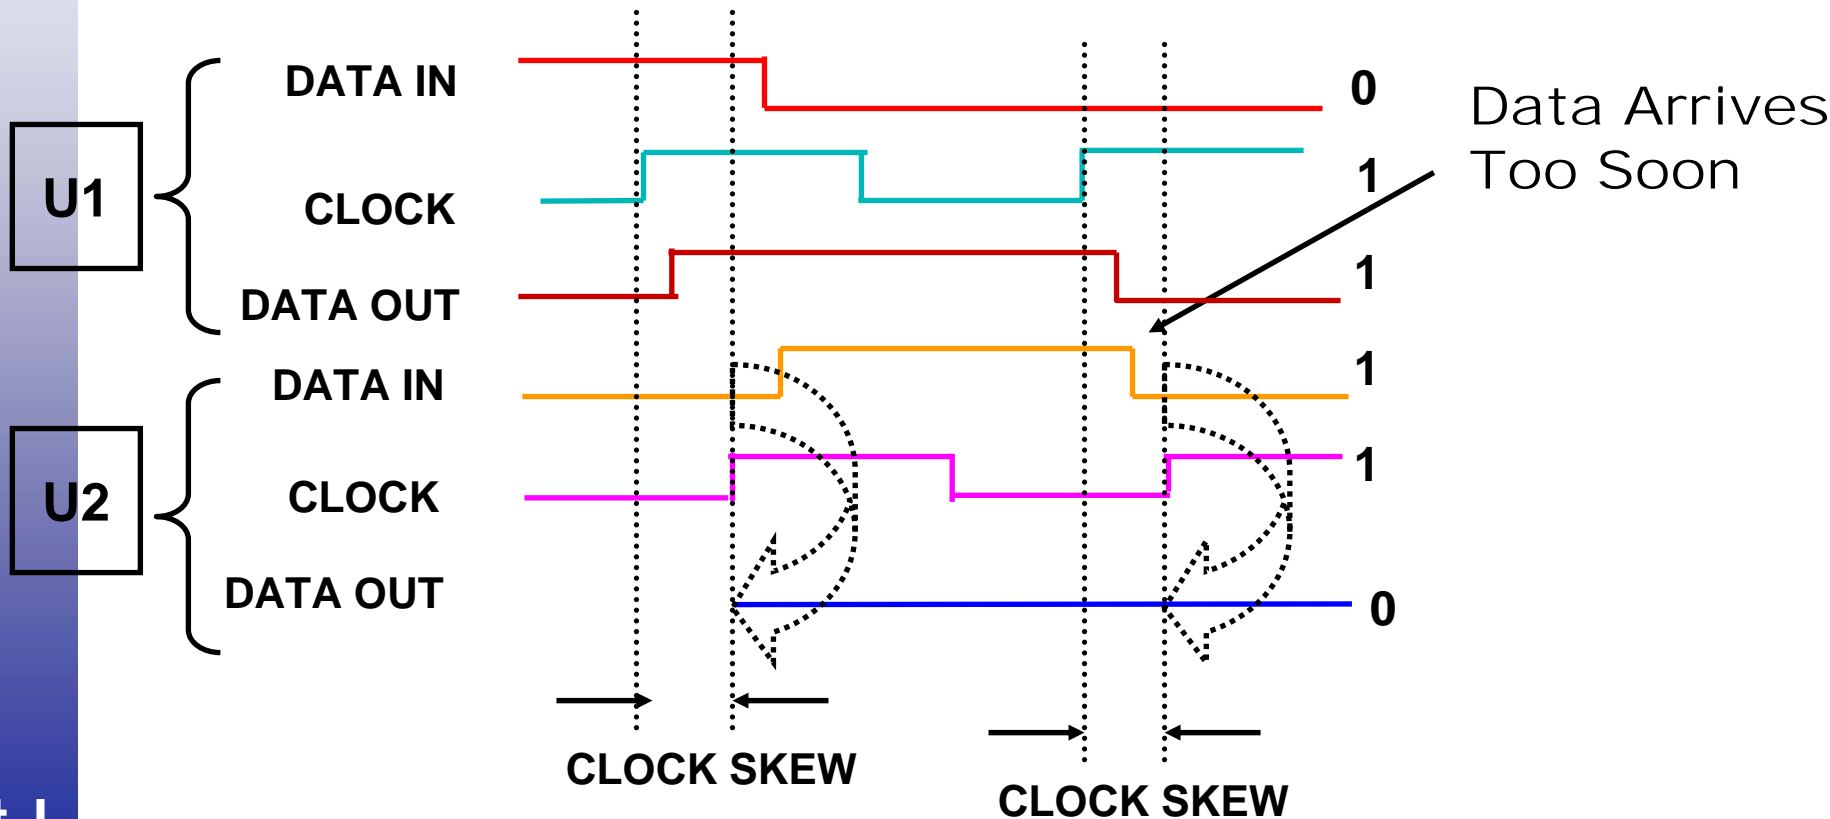 DATA IN
0
Data Arrives
Too Soon
U1
CLOCK
1
DATA OUT
1
DATA IN
1
U2
CLOCK
1
DATA OUT
0
CLOCK SKEW
CLOCK SKEW